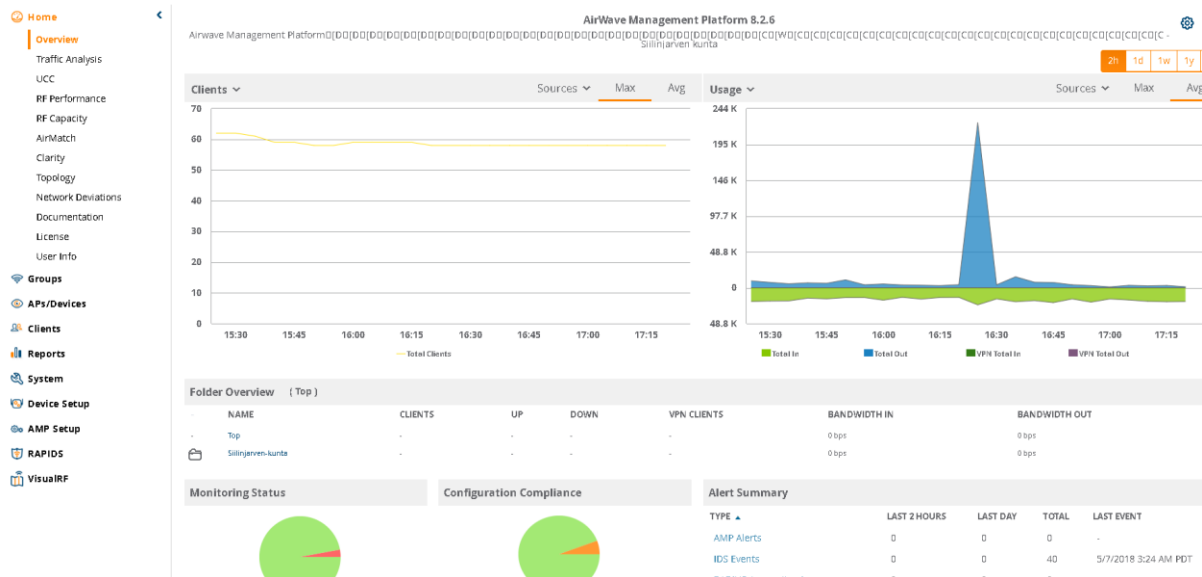 Home
Overview
Traffic Analysis
UCC
RF Performance
RF Capacity
AirMatch
Clarity
Topology
Network Deviations
Documentation
License
User Info
Groups
APs/Devices
Clients
Reports
System
Device Setup
AMP Setup
RAPIDS
VisualRF
AirWave Management Platform 8.2.6
Airwave Management Platform
Siilinjarven kunta
2h 1d 1w 1y
Clients Sources Max Avg
70
60
50
40
30
20
10
0
15:30 15:45 16:00 16:15 16:30 16:45 17:00 17:15
Total Clients
Usage Sources Max Avg
244 K
195 K
146 K
97.7 K
48.8 K
0
48.8 K
15:30 15:45 16:00 16:15 16:30 16:45 17:00 17:15
Total In Total Out VPN Total In VPN Total Out
Folder Overview ( Top )
NAME CLIENTS UP DOWN VPN CLIENTS BANDWIDTH IN BANDWIDTH OUT
- Top - - - - 0 bps 0 bps
Siilinjarven-kunta - - - - 0 bps 0 bps
Monitoring Status
Configuration Compliance
Alert Summary
TYPE LAST 2 HOURS LAST DAY TOTAL LAST EVENT
AMP Alerts 0 0 0 -
IDS Events 0 0 40 5/7/2018 3:24 AM PDT